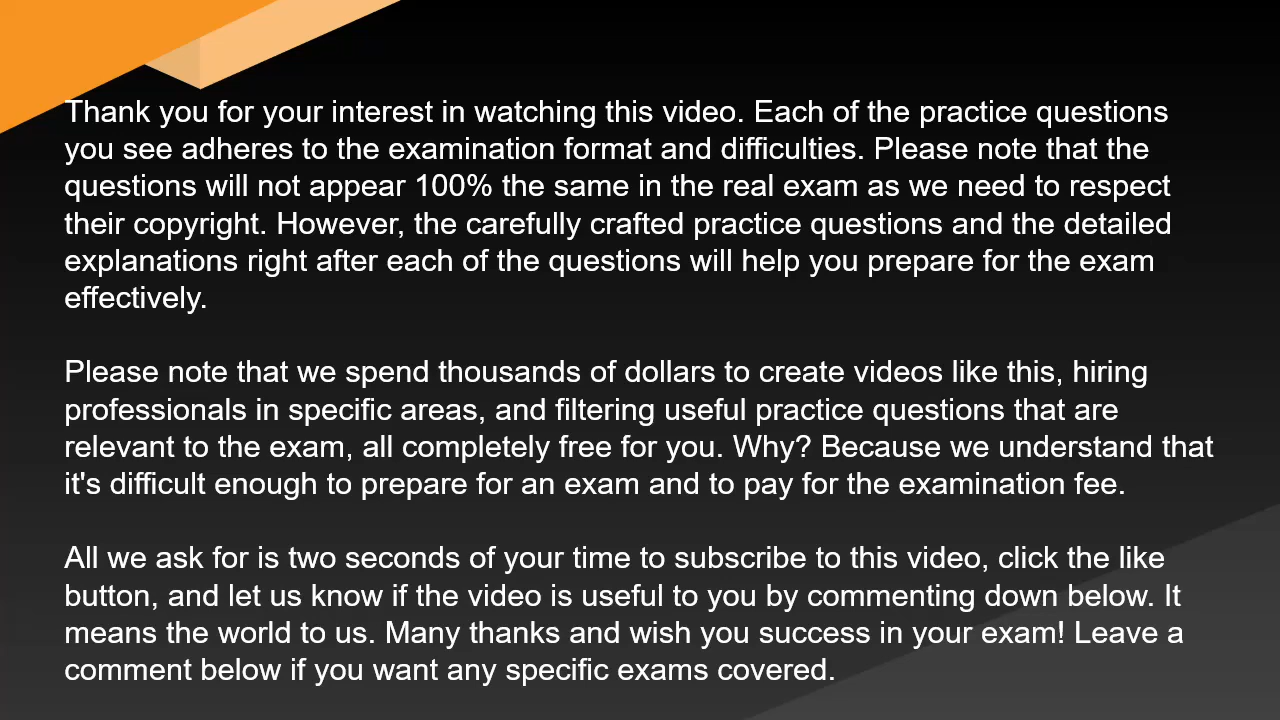 Thank you for your interest in watching this video. Each of the practice questions
you see adheres to the examination format and difficulties. Please note that the
questions will not appear 100% the same in the real exam as we need to respect
their copyright. However, the carefully crafted practice questions and the detailed
explanations right after each of the questions will help you prepare for the exam
effectively.
Please note that we spend thousands of dollars to create videos like this, hiring
professionals in specific areas, and filtering useful practice questions that are
relevant to the exam, all completely free for you. Why? Because we understand that
it's difficult enough to prepare for an exam and to pay for the examination fee.
All we ask for is two seconds of your time to subscribe to this video, click the like
button, and let us know if the video is useful to you by commenting down below. It
means the world to us. Many thanks and wish you success in your exam! Leave a
comment below if you want any specific exams covered.